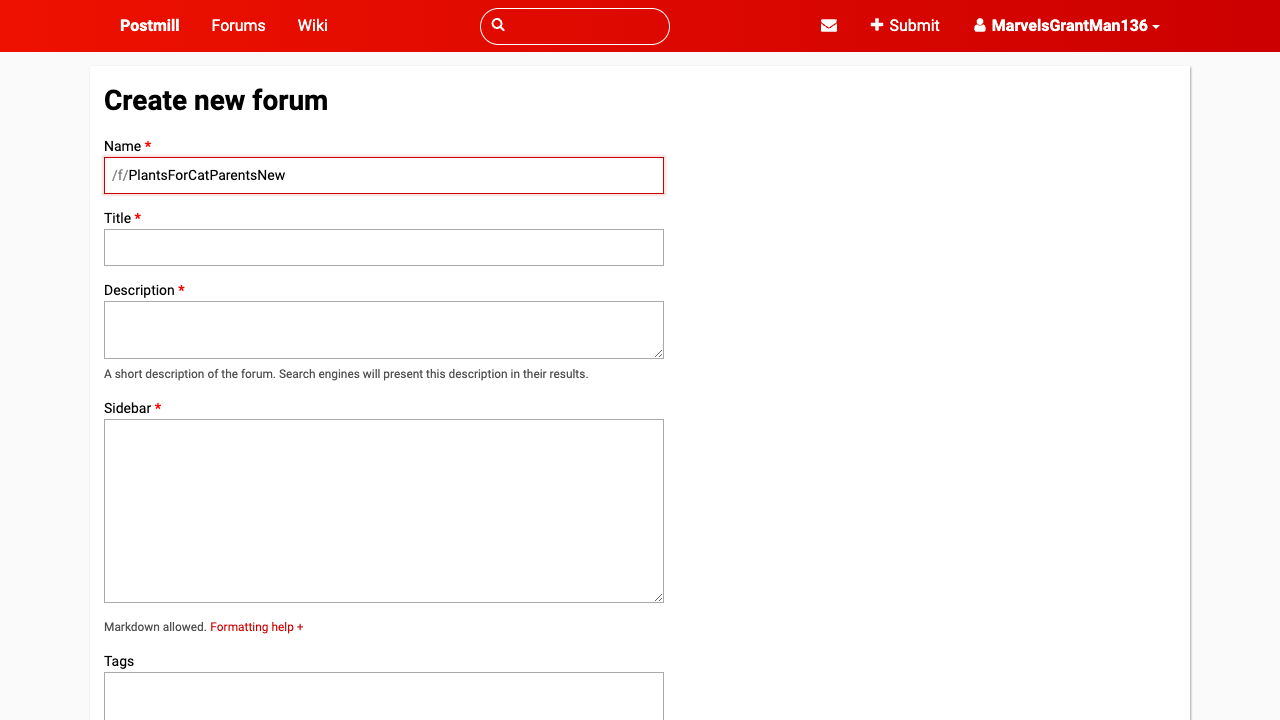 Postmill Forums Wiki Submit MarvelsGrantMan136
Create new forum
Name *
/f/PlantsForCatParentsNew
Title *
Description *
A short description of the forum. Search engines will present this description in their results.
Sidebar *
Markdown allowed. Formatting help +
Tags